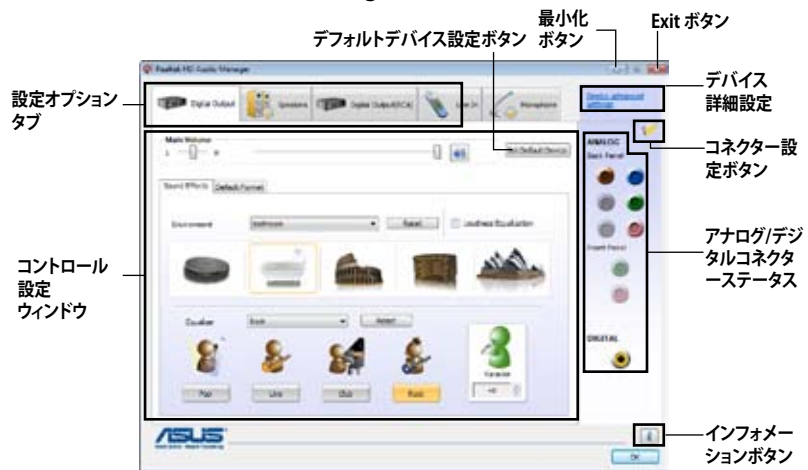 最小化
ボタン
Exit ボタン
デフォルトデバイス設定ボタン
設定オプション
タブ
デバイス
詳細設定
コネクター設
定ボタン
アナログ/デジ
タルコネクタ
ーステータス
コントロール
設定
ウィンドウ
インフォメー
ションボタン
Realtek HD Audio Manager
Digital Output
Speakers
Digital Output(RCA)
Line In
Microphone
Device advanced
settings
Main Volume
L
R
Set Default Device
ANALOG
Back Panel
Sound Effects
Default Format
Environment
Bathroom
Reset
Loudness Equalization
Front Panel
Equalizer
Rock
Reset
Pop
Live
Club
Rock
Karaoke
+0
DIGITAL
ASUS
OK